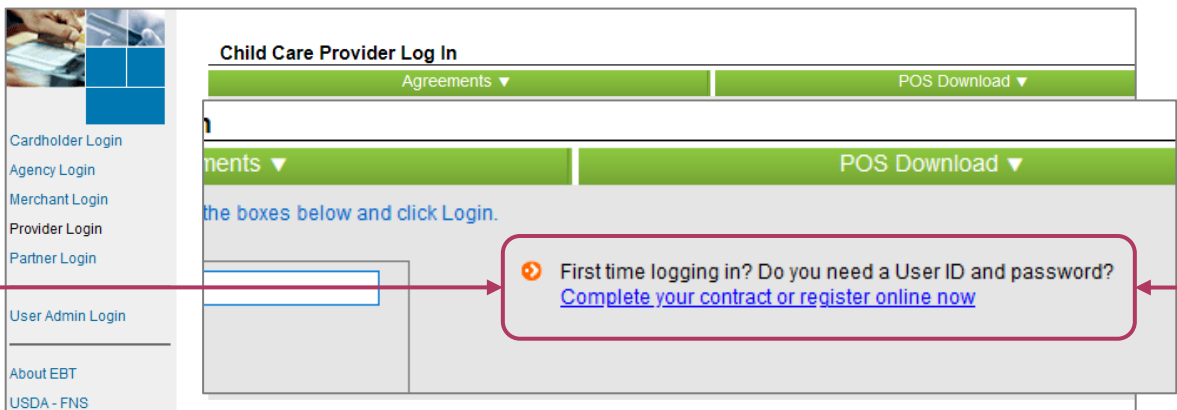 Child Care Provider Log In
Agreements ▼
POS Download ▼
Cardholder Login
Agency Login
Merchant Login
Provider Login
Partner Login
User Admin Login
About EBT
USDA - FNS
n
ments ▼
POS Download ▼
the boxes below and click Login.
First time logging in? Do you need a User ID and password?
Complete your contract or register online now